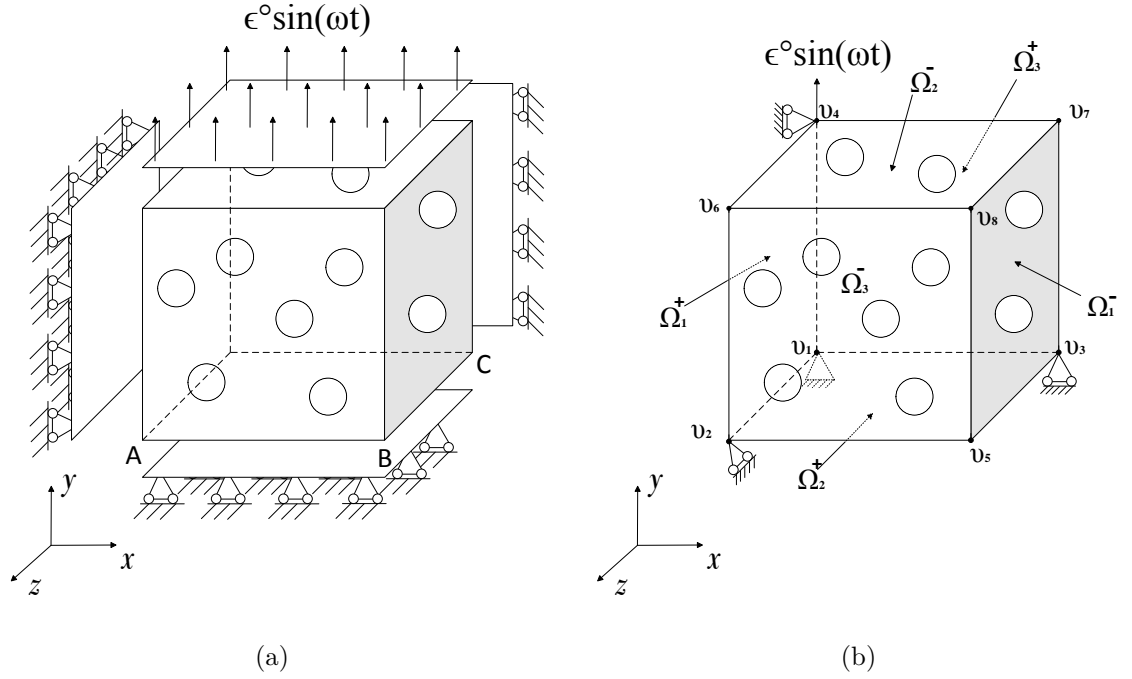 ϵ°sin(ωt)
A
B
C
y
x
z
(a)
ϵ°sin(ωt)
Ω₂⁻
Ω₃⁺
υ₄
υ₇
υ₆
υ₈
Ω₁⁺
Ω₃⁻
Ω₁⁻
υ₁
υ₃
υ₂
υ₅
Ω₂⁺
y
x
z
(b)